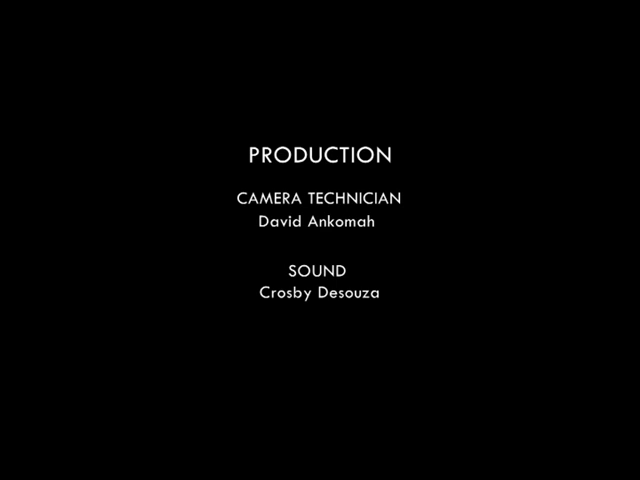 PRODUCTION
CAMERA TECHNICIAN
David Ankomah
SOUND
Crosby Desouza